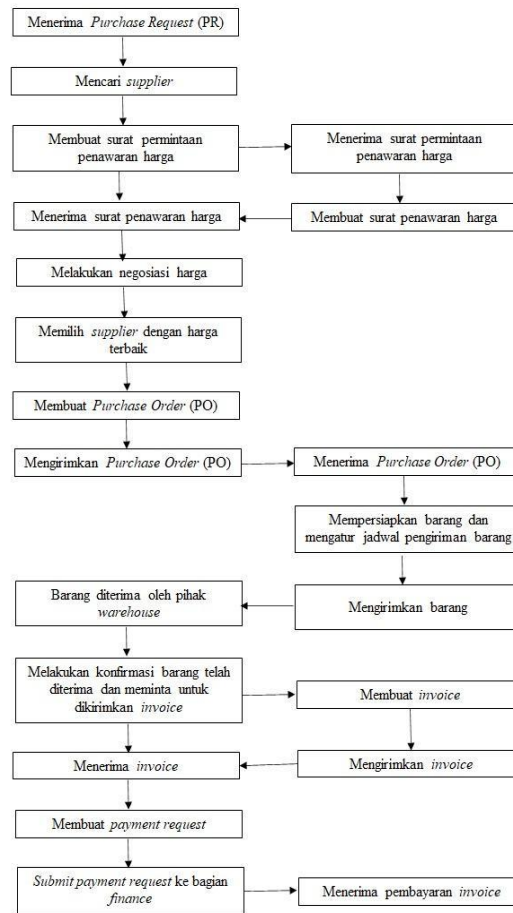 Menerima Purchase Request (PR)
Mencari supplier
Membuat surat permintaan
penawaran harga
Menerima surat permintaan
penawaran harga
Menerima surat penawaran harga
Membuat surat penawaran harga
Melakukan negosiasi harga
Memilih supplier dengan harga
terbaik
Membuat Purchase Order (PO)
Mengirimkan Purchase Order (PO)
Menerima Purchase Order (PO)
Mempersiapkan barang dan
mengatur jadwal pengiriman barang
Barang diterima oleh pihak
warehouse
Mengirimkan barang
Melakukan konfirmasi barang telah
diterima dan meminta untuk
dikirimkan invoice
Membuat invoice
Menerima invoice
Mengirimkan invoice
Membuat payment request
Submit payment request ke bagian
finance
Menerima pembayaran invoice